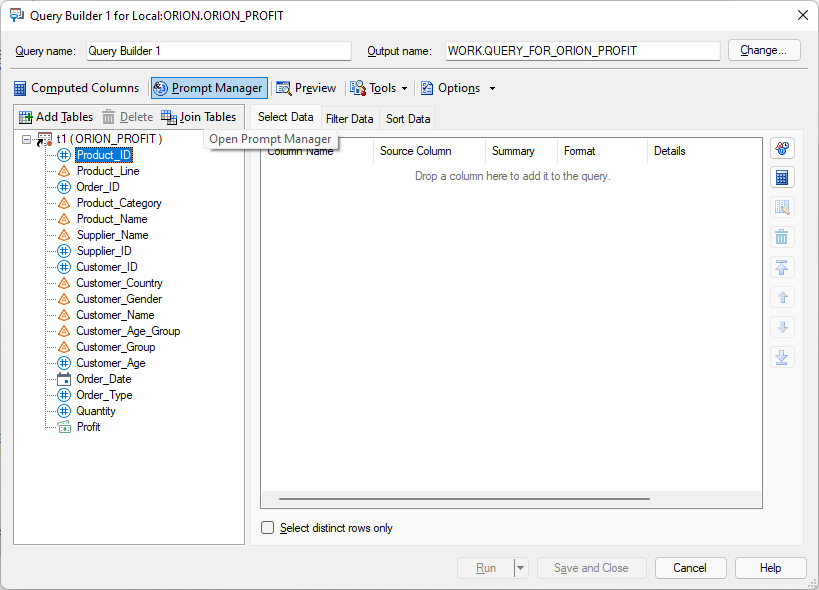 Query Builder 1 for Local:ORION.ORION_PROFIT
Query name: Query Builder 1 Output name: WORK.QUERY_FOR_ORION_PROFIT Change...
Computed Columns Prompt Manager Preview Tools Options
Add Tables Delete Join Tables Select Data Filter Data Sort Data
Open Prompt Manager
t1 ( ORION_PROFIT )
Product_ID
Product_Line
Order_ID
Product_Category
Product_Name
Supplier_Name
Supplier_ID
Customer_ID
Customer_Country
Customer_Gender
Customer_Name
Customer_Age_Group
Customer_Group
Customer_Age
Order_Date
Order_Type
Quantity
Profit
Column Name Source Column Summary Format Details
Drop a column here to add it to the query.
Select distinct rows only
Run Save and Close Cancel Help